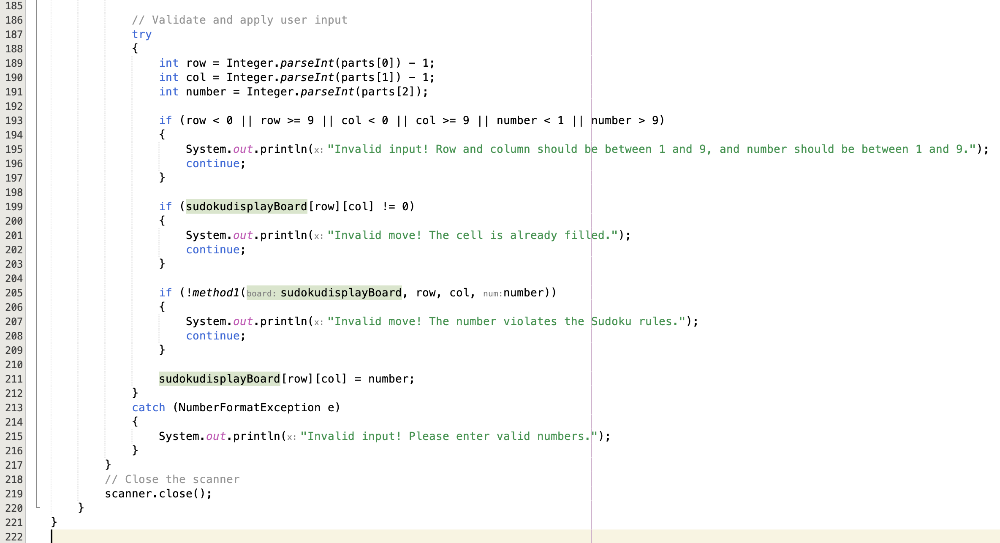 185
186 // Validate and apply user input
187 try
188 {
189 int row = Integer.parseInt(parts[0]) - 1;
190 int col = Integer.parseInt(parts[1]) - 1;
191 int number = Integer.parseInt(parts[2]);
192
193 if (row < 0 || row >= 9 || col < 0 || col >= 9 || number < 1 || number > 9)
194 {
195 System.out.println(x: "Invalid input! Row and column should be between 1 and 9, and number should be between 1 and 9.");
196 continue;
197 }
198
199 if (sudokudisplayBoard[row][col] != 0)
200 {
201 System.out.println(x: "Invalid move! The cell is already filled.");
202 continue;
203 }
204
205 if (!method1(board: sudokudisplayBoard, row, col, num:number))
206 {
207 System.out.println(x: "Invalid move! The number violates the Sudoku rules.");
208 continue;
209 }
210
211 sudokudisplayBoard[row][col] = number;
212 }
213 catch (NumberFormatException e)
214 {
215 System.out.println(x: "Invalid input! Please enter valid numbers.");
216 }
217 }
218 // Close the scanner
219 scanner.close();
220 }
221 }
222